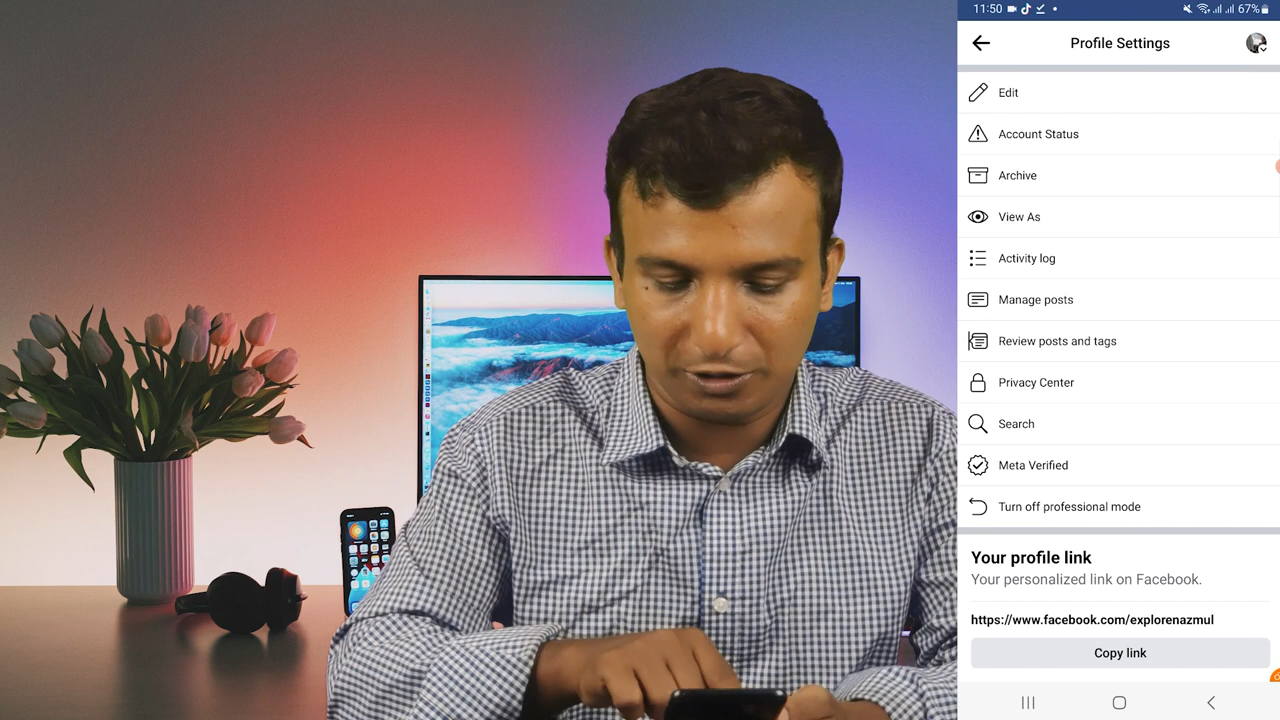 11:50
67%
Profile Settings
Edit
Account Status
Archive
View As
Activity log
Manage posts
Review posts and tags
Privacy Center
Search
Meta Verified
Turn off professional mode
Your profile link
Your personalized link on Facebook.
https://www.facebook.com/explorenazmul
Copy link